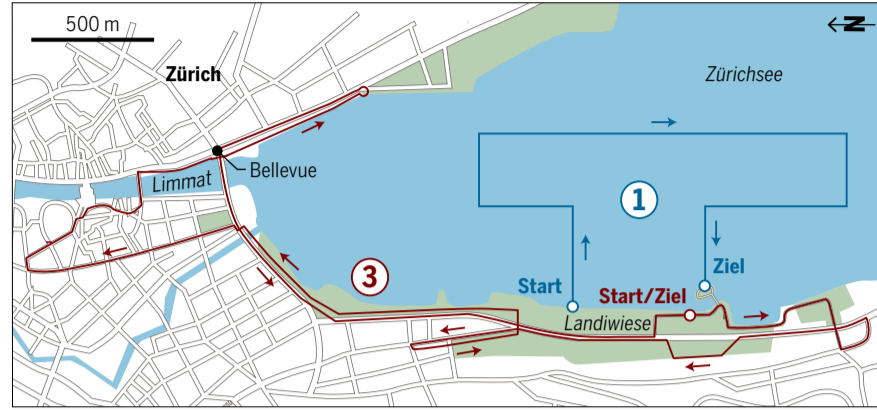 500 m
N
Zürich
Zürichsee
Bellevue
Limmat
1
3
Ziel
Start
Start/Ziel
Landiwiese